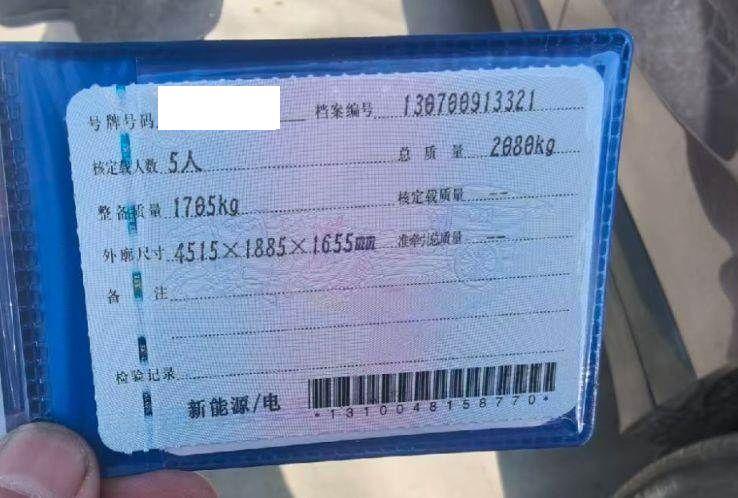 号牌号码 档案编号 130700913321
核定载人数 5人 总质量 2080kg
整备质量 1705kg 核定载质量 --
外廓尺寸 4515×1885×1655mm 准牵引总质量 --
备注
检验记录
新能源/电
*1310048158770*